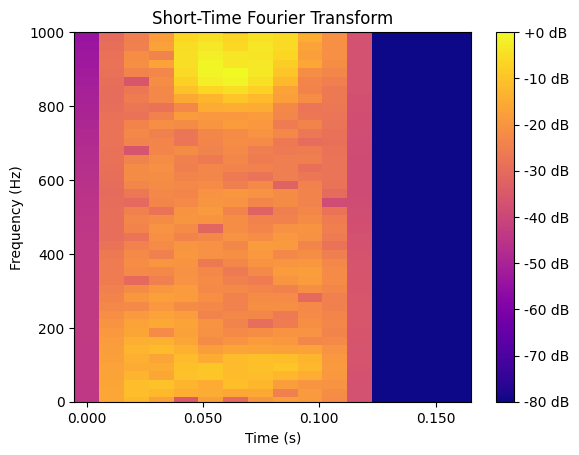 Short-Time Fourier Transform
1000
800
600
400
200
0
Frequency (Hz)
0.000
0.050
0.100
0.150
Time (s)
+0 dB
-10 dB
-20 dB
-30 dB
-40 dB
-50 dB
-60 dB
-70 dB
-80 dB